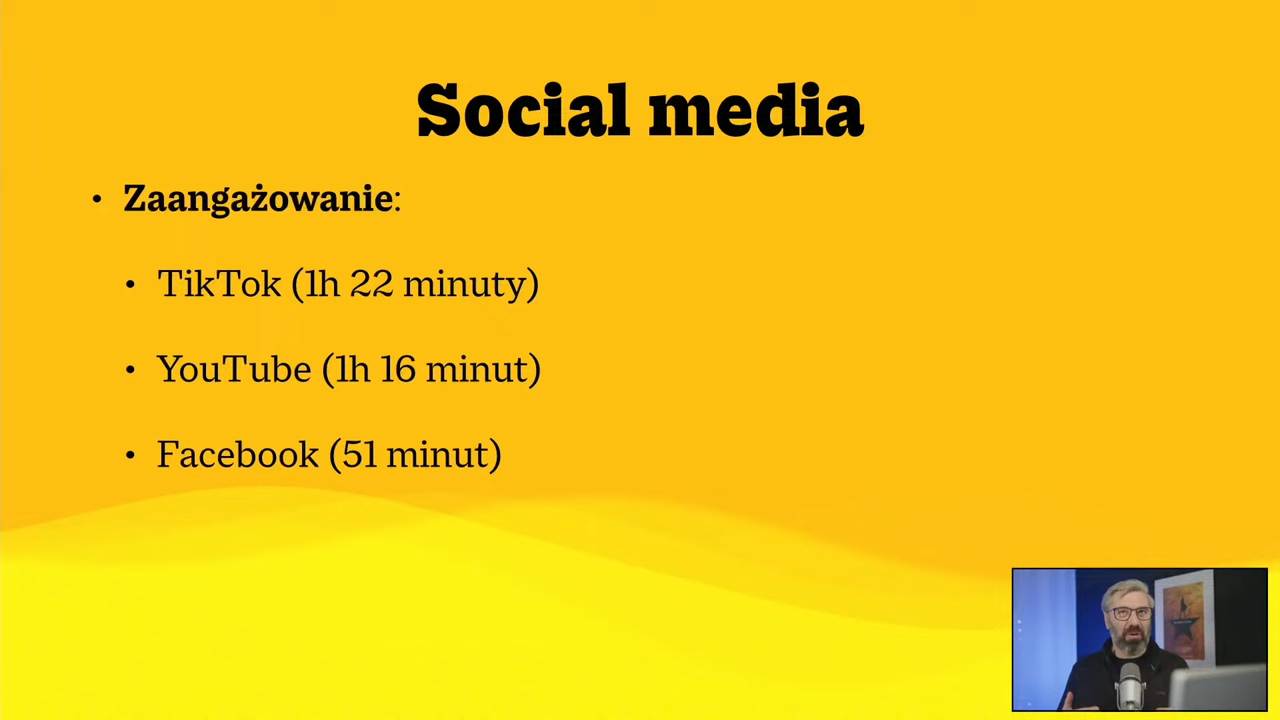 Social media
• Zaangażowanie:
• TikTok (1h 22 minuty)
• YouTube (1h 16 minut)
• Facebook (51 minut)